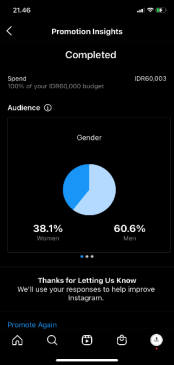 21.46
Promotion Insights
Completed
Spend
IDR60,003
100% of your IDR60,000 budget
Audience
Gender
38.1%
60.6%
Women
Men
Thanks for Letting Us Know
We'll use your responses to help improve
Instagram.
Promote Again